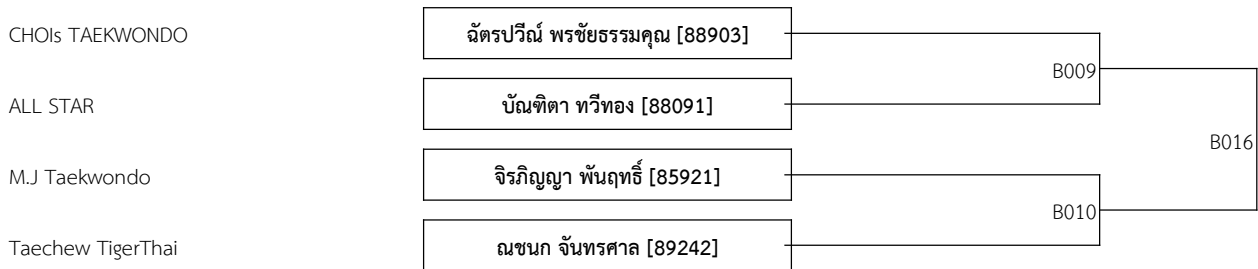 CHOIs TAEKWONDO
ฉัตรปวีณ์ พรชัยธรรมคุณ [88903]
B009
ALL STAR
บัณฑิตา ทวีทอง [88091]
B016
M.J Taekwondo
จิรภิญญา พันฤทธิ์ [85921]
B010
Taechew TigerThai
ณชนก จันทรศาล [89242]